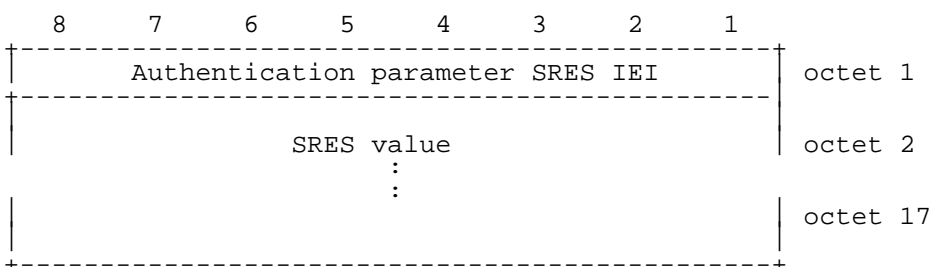 8 7 6 5 4 3 2 1
Authentication parameter SRES IEI octet 1
SRES value octet 2
:
:
octet 17